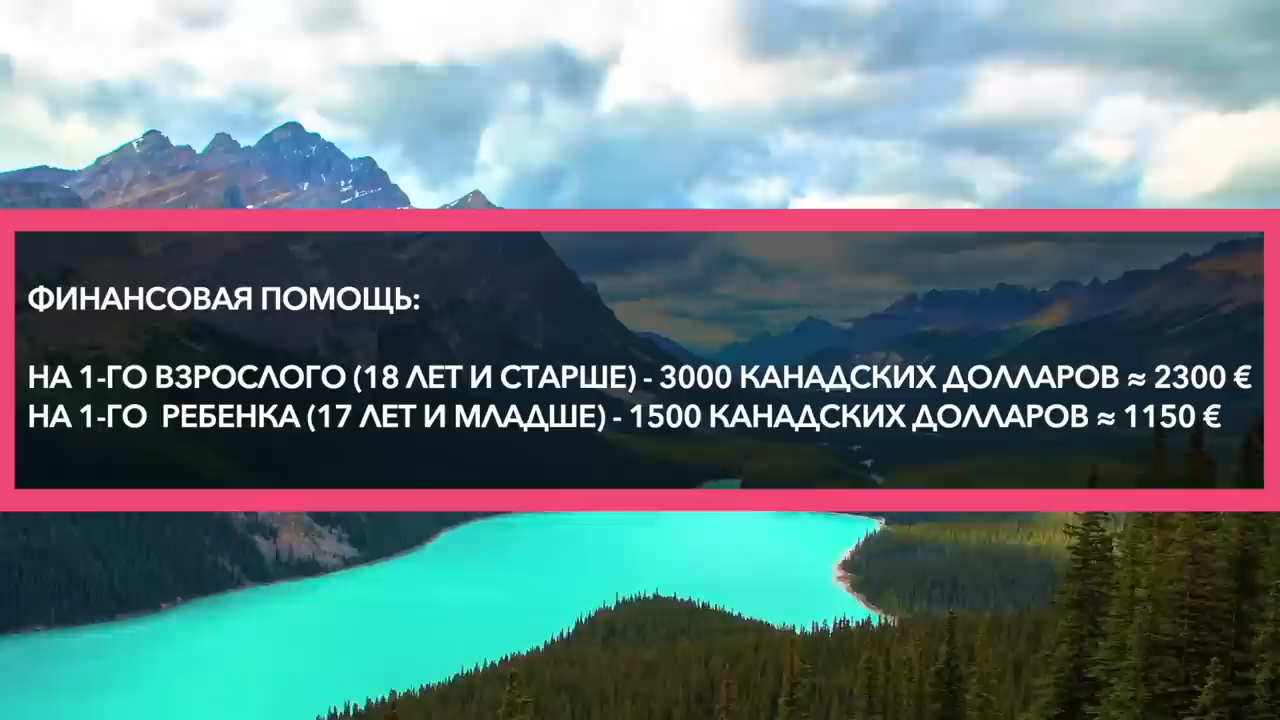 ФИНАНСОВАЯ ПОМОЩЬ:
НА 1-ГО ВЗРОСЛОГО (18 ЛЕТ И СТАРШЕ) - 3000 КАНАДСКИХ ДОЛЛАРОВ ≈ 2300 €
НА 1-ГО  РЕБЕНКА (17 ЛЕТ И МЛАДШЕ) - 1500 КАНАДСКИХ ДОЛЛАРОВ ≈ 1150 €